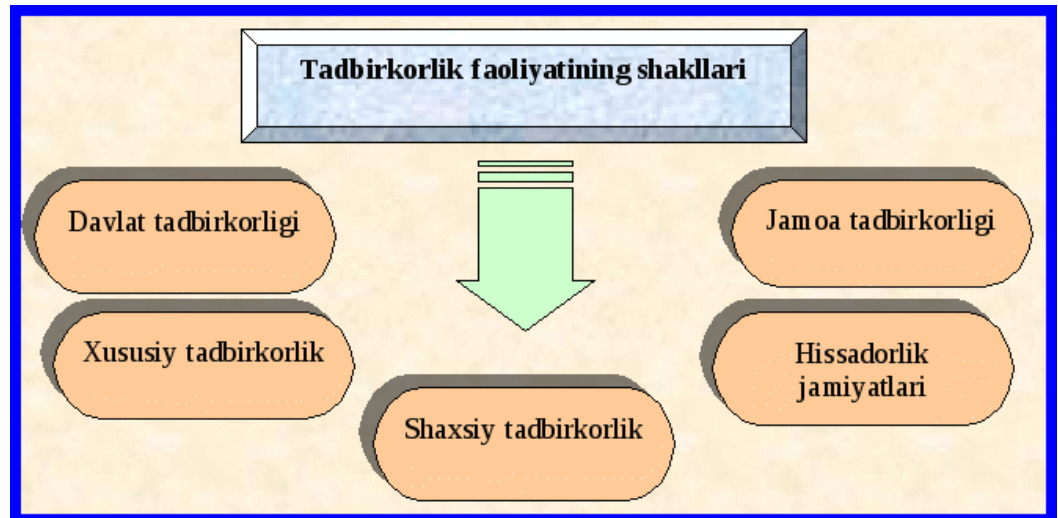 Tadbirkorlik faoliyatining shakllari
Davlat tadbirkorligi
Jamoa tadbirkorligi
Xususiy tadbirkorlik
Hissadorlik
jamiyatlari
Shaxsiy tadbirkorlik